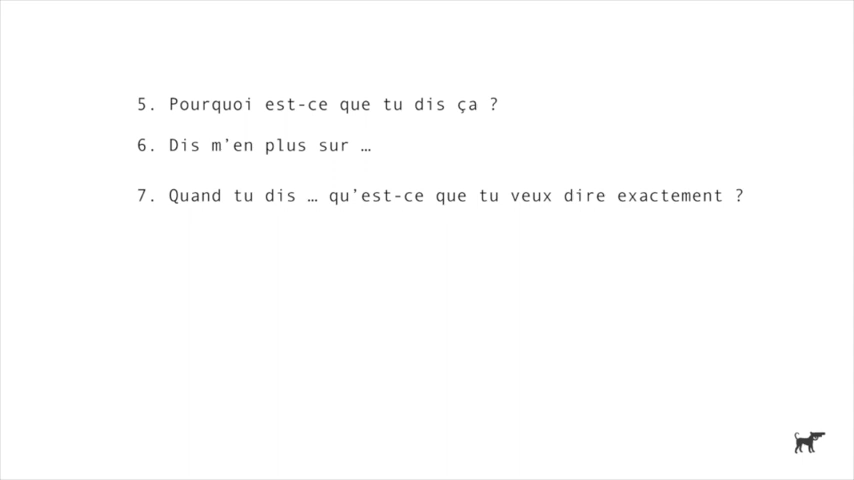 5. Pourquoi est-ce que tu dis ça ?
6. Dis m’en plus sur …
7. Quand tu dis … qu’est-ce que tu veux dire exactement ?